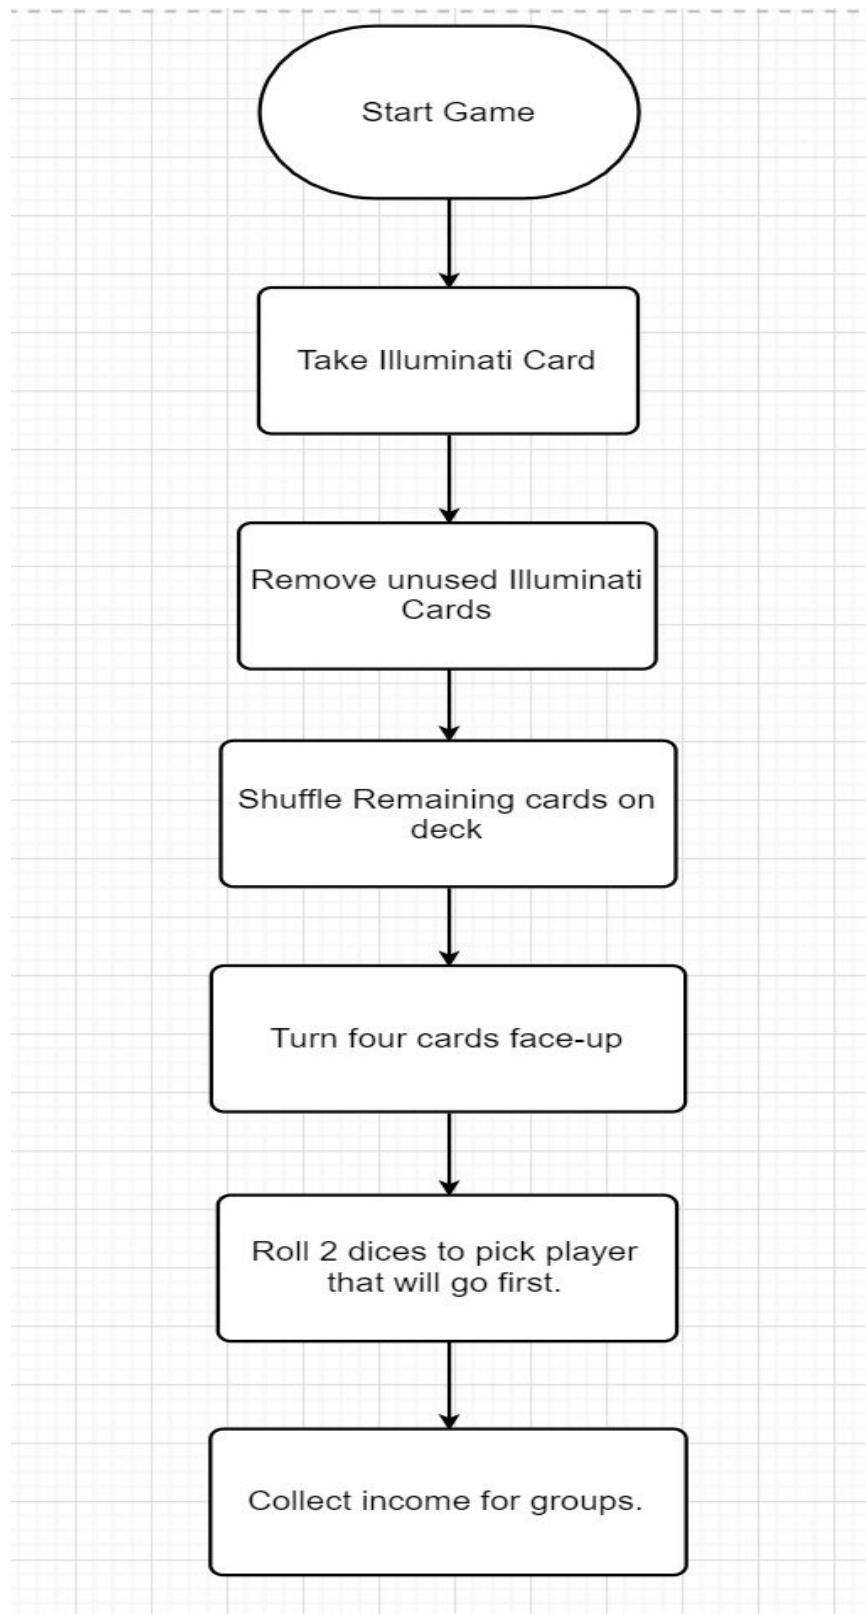 Start Game
Take Illuminati Card
Remove unused Illuminati
Cards
Shuffle Remaining cards on
deck
Turn four cards face-up
Roll 2 dices to pick player
that will go first.
Collect income for groups.